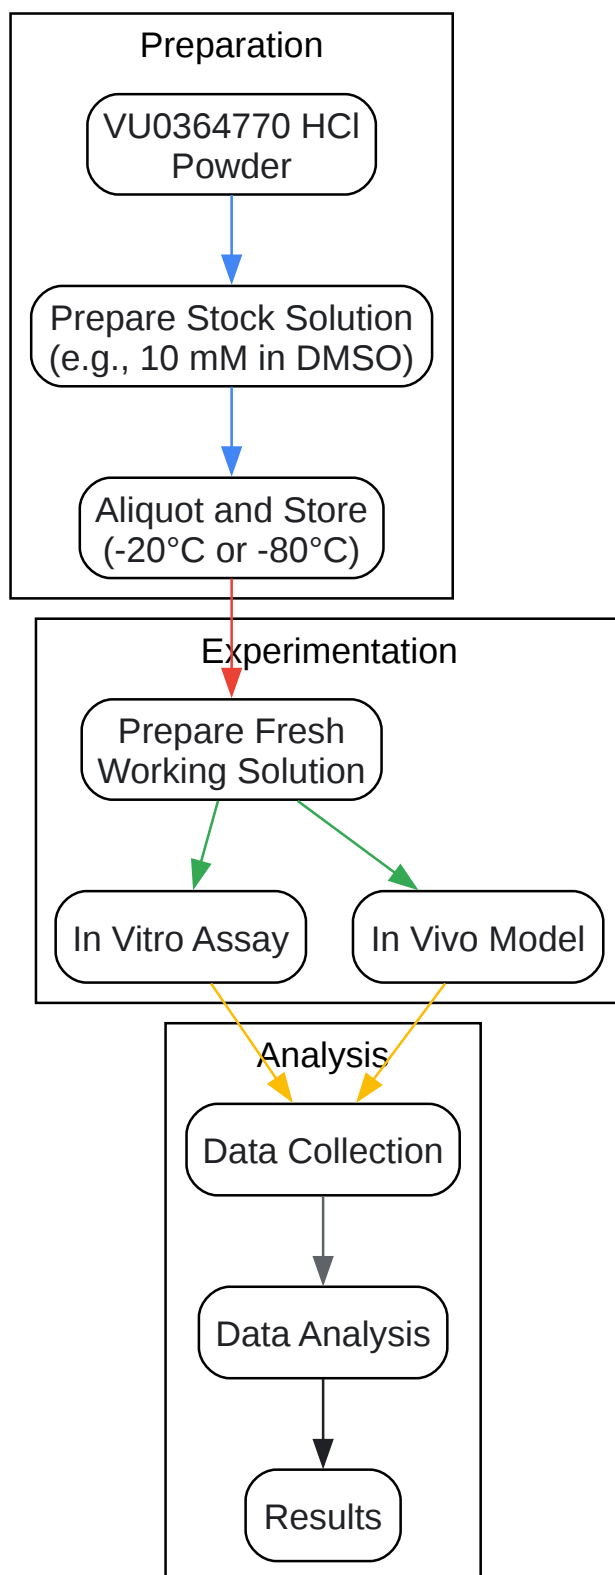 Preparation
VU0364770 HCl
Powder
Prepare Stock Solution
(e.g., 10 mM in DMSO)
Aliquot and Store
(-20°C or -80°C)
Experimentation
Prepare Fresh
Working Solution
In Vitro Assay
In Vivo Model
Analysis
Data Collection
Data Analysis
Results